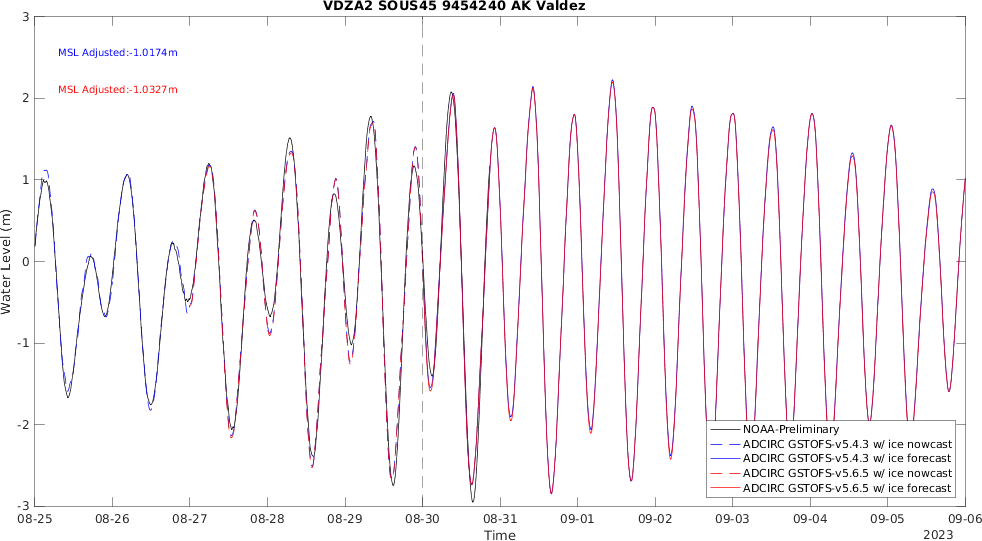 VDZA2 SOUS45 9454240 AK Valdez
MSL Adjusted:-1.0174m
MSL Adjusted:-1.0327m
Water Level (m)
3
2
1
0
-1
-2
-3
NOAA-Preliminary
ADCIRC GSTOFS-v5.4.3 w/ ice nowcast
ADCIRC GSTOFS-v5.4.3 w/ ice forecast
ADCIRC GSTOFS-v5.6.5 w/ ice nowcast
ADCIRC GSTOFS-v5.6.5 w/ ice forecast
08-25 08-26 08-27 08-28 08-29 08-30 08-31 09-01 09-02 09-03 09-04 09-05 09-06
Time
2023